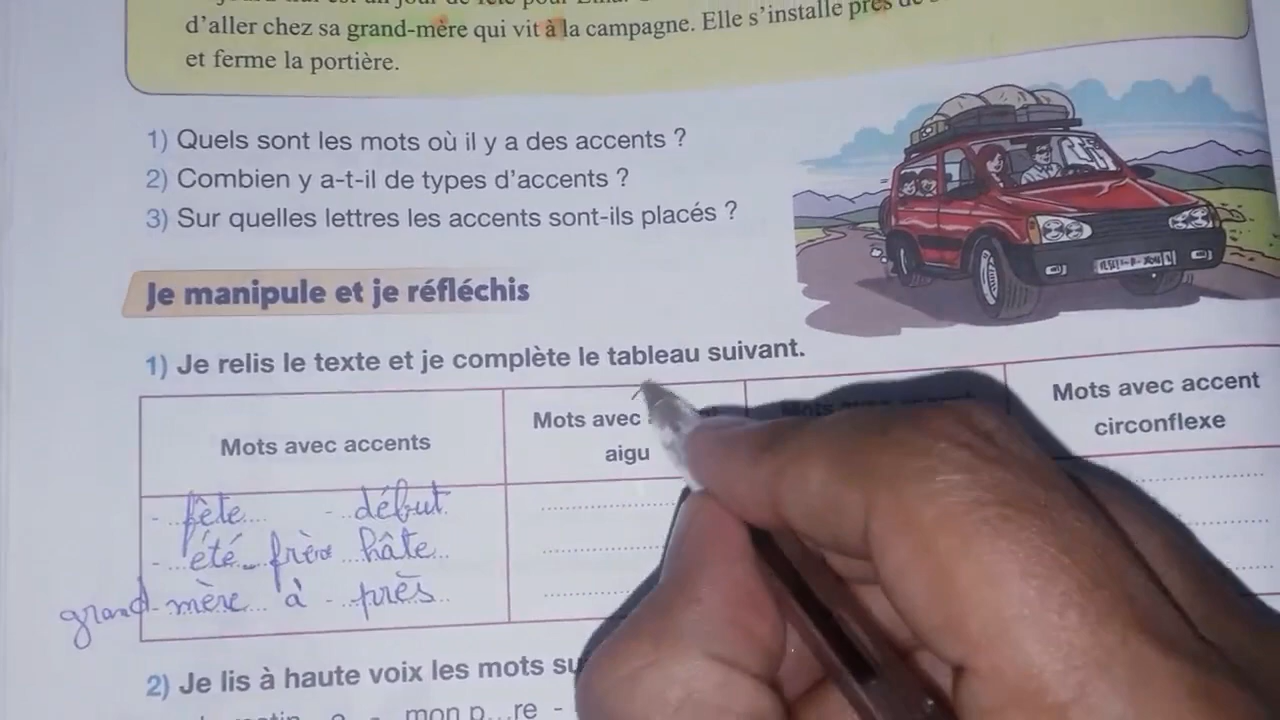 d'aller chez sa grand-mère qui vit à la campagne. Elle s'installe près de
et ferme la portière.
1) Quels sont les mots où il y a des accents ?
2) Combien y a-t-il de types d'accents ?
3) Sur quelles lettres les accents sont-ils placés ?
Je manipule et je réfléchis
1) Je relis le texte et je complète le tableau suivant.
Mots avec accents
Mots avec
aigu
Mots avec accent
circonflexe
- fête - début
- été - frère hâte
grand-mère à - près
2) Je lis à haute voix les mots su
mon p...re -